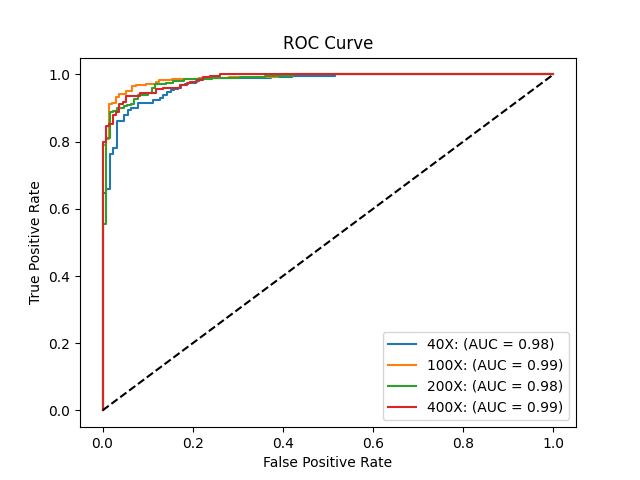 ROC Curve
True Positive Rate
1.0
0.8
0.6
0.4
0.2
0.0
0.0 0.2 0.4 0.6 0.8 1.0
False Positive Rate
40X: (AUC = 0.98)
100X: (AUC = 0.99)
200X: (AUC = 0.98)
400X: (AUC = 0.99)